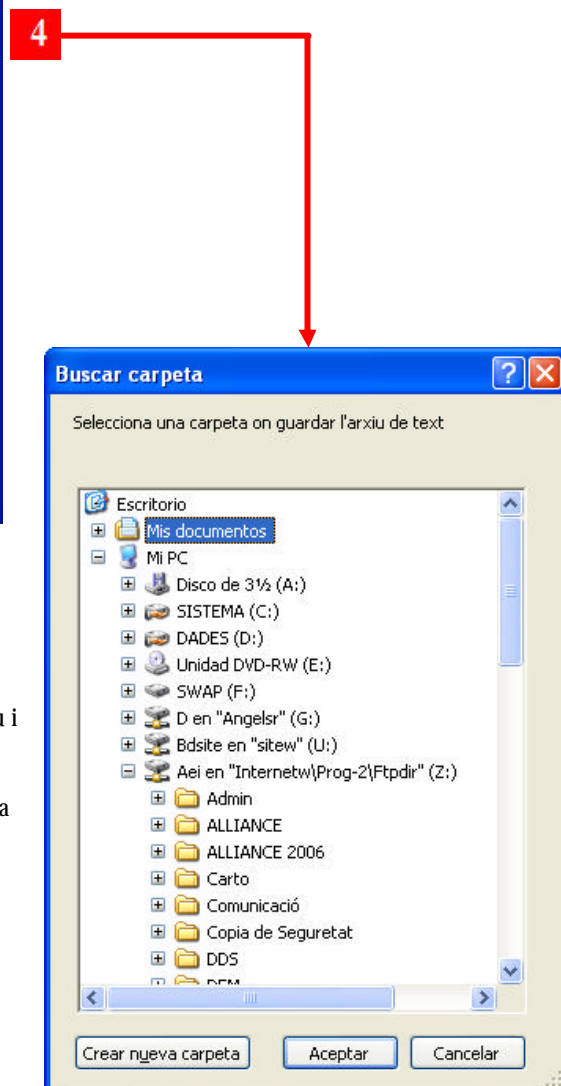 4
Buscar carpeta
Selecciona una carpeta on guardar l'arxiu de text
Escritorio
Mis documentos
Mi PC
Disco de 3½ (A:)
SISTEMA (C:)
DADES (D:)
Unidad DVD-RW (E:)
SWAP (F:)
D en "Angelsr" (G:)
Bdsite en "sitew" (U:)
Aei en "Internetw\Prog-2\Ftpdir" (Z:)
Admin
ALLIANCE
ALLIANCE 2006
Carto
Comunicació
Copia de Seguretat
DDS
i
a
Crear nueva carpeta
Aceptar
Cancelar